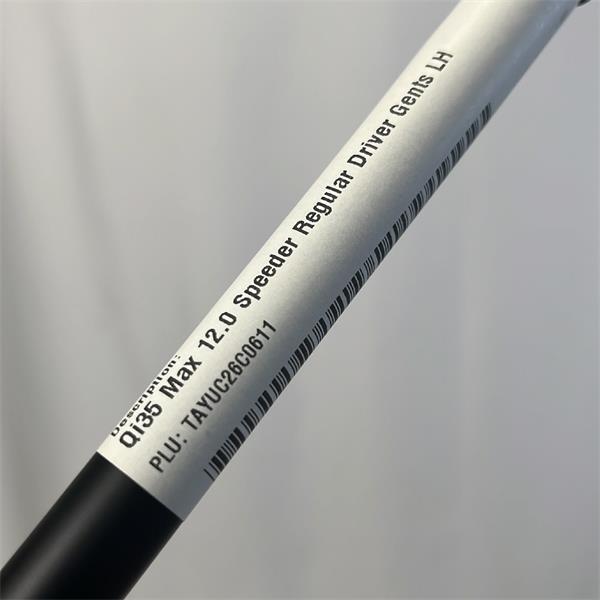 Description:
Qi35 Max 12.0 Speeder Regular Driver Gents LH
PLU: TAYUC26C0611